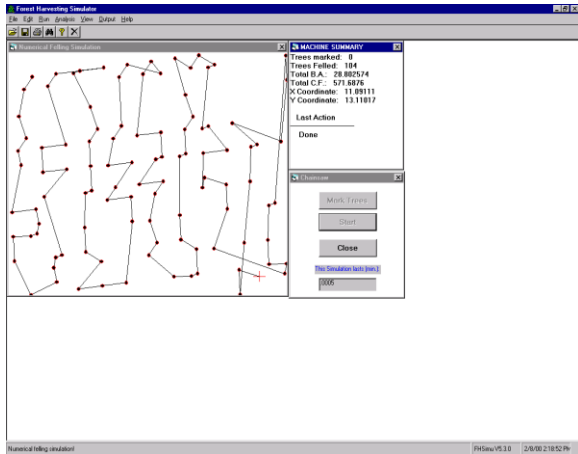 Forest Harvesting Simulator
File Edit Run Analysis View Output Help
Numerical Felling Simulation
MACHINE SUMMARY
Trees marked: 0
Trees Felled: 104
Total B.A.: 28.802574
Total C.F.: 571.6876
X Coordinate: 11.09111
Y Coordinate: 13.11017
Last Action
Done
Chainsaw
Mark Trees
Start
Close
This Simulation lasts (min.)
.0005
Numerical felling simulation!
FHSimu V5.3.0
2/8/00 2:18:52 PM